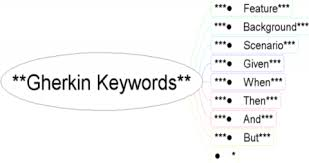 **Gherkin Keywords**
***● Feature***
***● Background***
***● Scenario***
***● Given***
***● When***
***● Then***
***● And***
***● But***
● *